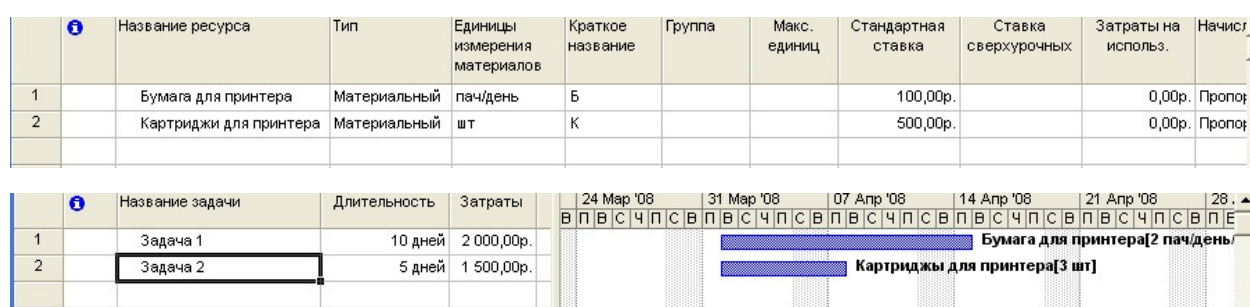 Название ресурса Тип Единицы измерения материалов Краткое название Группа Макс. единиц Стандартная ставка Ставка сверхурочных Затраты на использ. Начисл
1 Бумага для принтера Материальный пач/день Б 100,00р. 0,00р. Пропор
2 Картриджи для принтера Материальный шт К 500,00р. 0,00р. Пропор
Название задачи Длительность Затраты 24 Мар '08 31 Мар '08 07 Апр '08 14 Апр '08 21 Апр '08 28
В П В С Ч П С В П В С Ч П С В П В С Ч П С В П В С Ч П С В П В С Ч П С В П В
1 Задача 1 10 дней 2 000,00р. Бумага для принтера[2 пач/день/
2 Задача 2 5 дней 1 500,00р. Картриджы для принтера[3 шт]